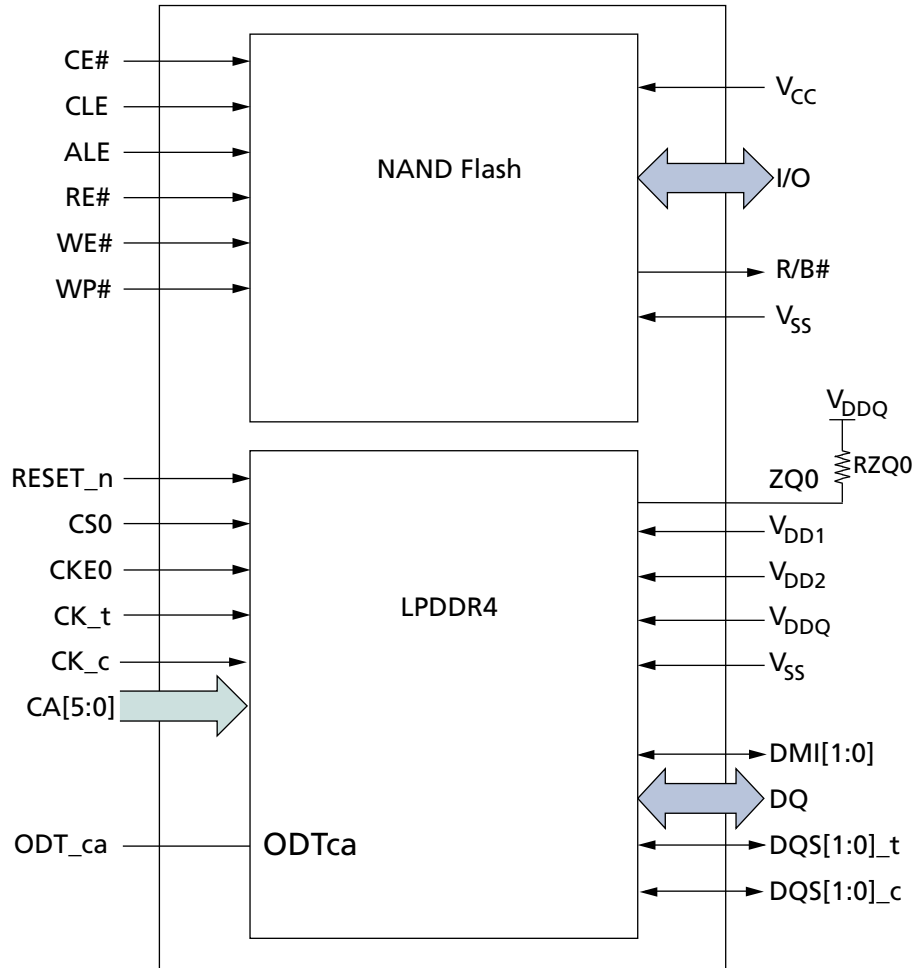 CE#
CLE
ALE
RE#
WE#
WP#
NAND Flash
VCC
I/O
R/B#
VSS
VDDQ
RZQ0
ZQ0
RESET_n
CS0
CKE0
CK_t
CK_c
CA[5:0]
ODT_ca
LPDDR4
ODTca
VDD1
VDD2
VDDQ
VSS
DMI[1:0]
DQ
DQS[1:0]_t
DQS[1:0]_c